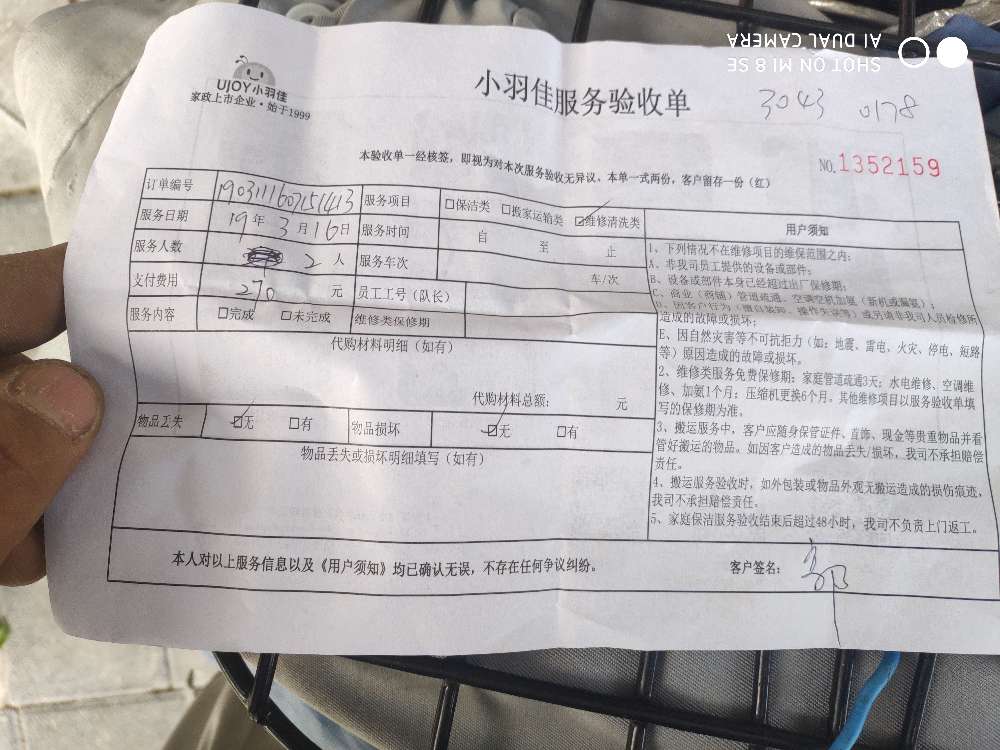 SHOT ON MI 8 SE
AI DUAL CAMERA
UJOY小羽佳
家政上市企业·始于1999
小羽佳服务验收单
3043 0178
本验收单一经核签，即视为对本次服务验收无异议。本单一式两份，客户留存一份（红）
NO.1352159
订单编号 服务项目 □保洁类 □搬家运输类 ☑维修清洗类
服务日期 19年3月16日 服务时间 自 至 止
服务人数 2人 服务车次 车/次
支付费用 270元 员工工号（队长）
服务内容 □完成 □未完成 维修类保修期
代购材料明细（如有）
代购材料总额： 元
物品丢失 ☑无 □有 物品损坏 ☑无 □有
物品丢失或损坏明细填写（如有）
用户须知
1、下列情况不在维修项目的维保范围之内；
A、非我司员工提供的设备或部件；
B、设备或部件本身已经超过出厂保修期；
C、商业（商铺）管道疏通、空调空机加氨（新机或漏氨）；
造成的故障或损坏；
E、因自然灾害等不可抗拒力（如：地震、雷电、火灾、停电、短路
等）原因造成的故障或损坏。
2、维修类服务免费保修期：家庭管道疏通3天；水电维修、空调维
修、加氨1个月；压缩机更换6个月。其他维修项目以服务验收单填
写的保修期为准。
3、搬运服务中，客户应随身保管证件、首饰、现金等贵重物品并看
管好搬运的物品。如因客户造成的物品丢失/损坏，我司不承担赔偿
责任。
4、搬运服务验收时，如外包装或物品外观无搬运造成的损伤痕迹，
我司不承担赔偿责任。
5、家庭保洁服务验收结束后超过48小时，我司不负责上门返工。
本人对以上服务信息以及《用户须知》均已确认无误，不存在任何争议纠纷。
客户签名：